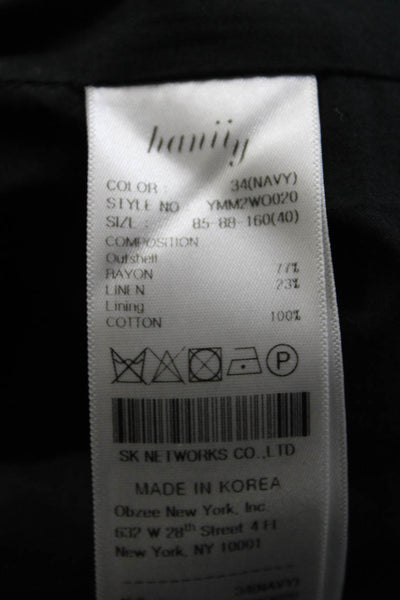 haniiy
COLOR : 34(NAVY)
STYLE NO : YMM2WO020
SIZE : 85-88-160(40)
COMPOSITION
Outshell
RAYON 77%
LINEN 23%
Lining
COTTON 100%
P
SK NETWORKS CO.,LTD
MADE IN KOREA
Obzee New York, Inc.
632 W 28th Street 4 Fl
New York, NY 10001
34(NAVY)